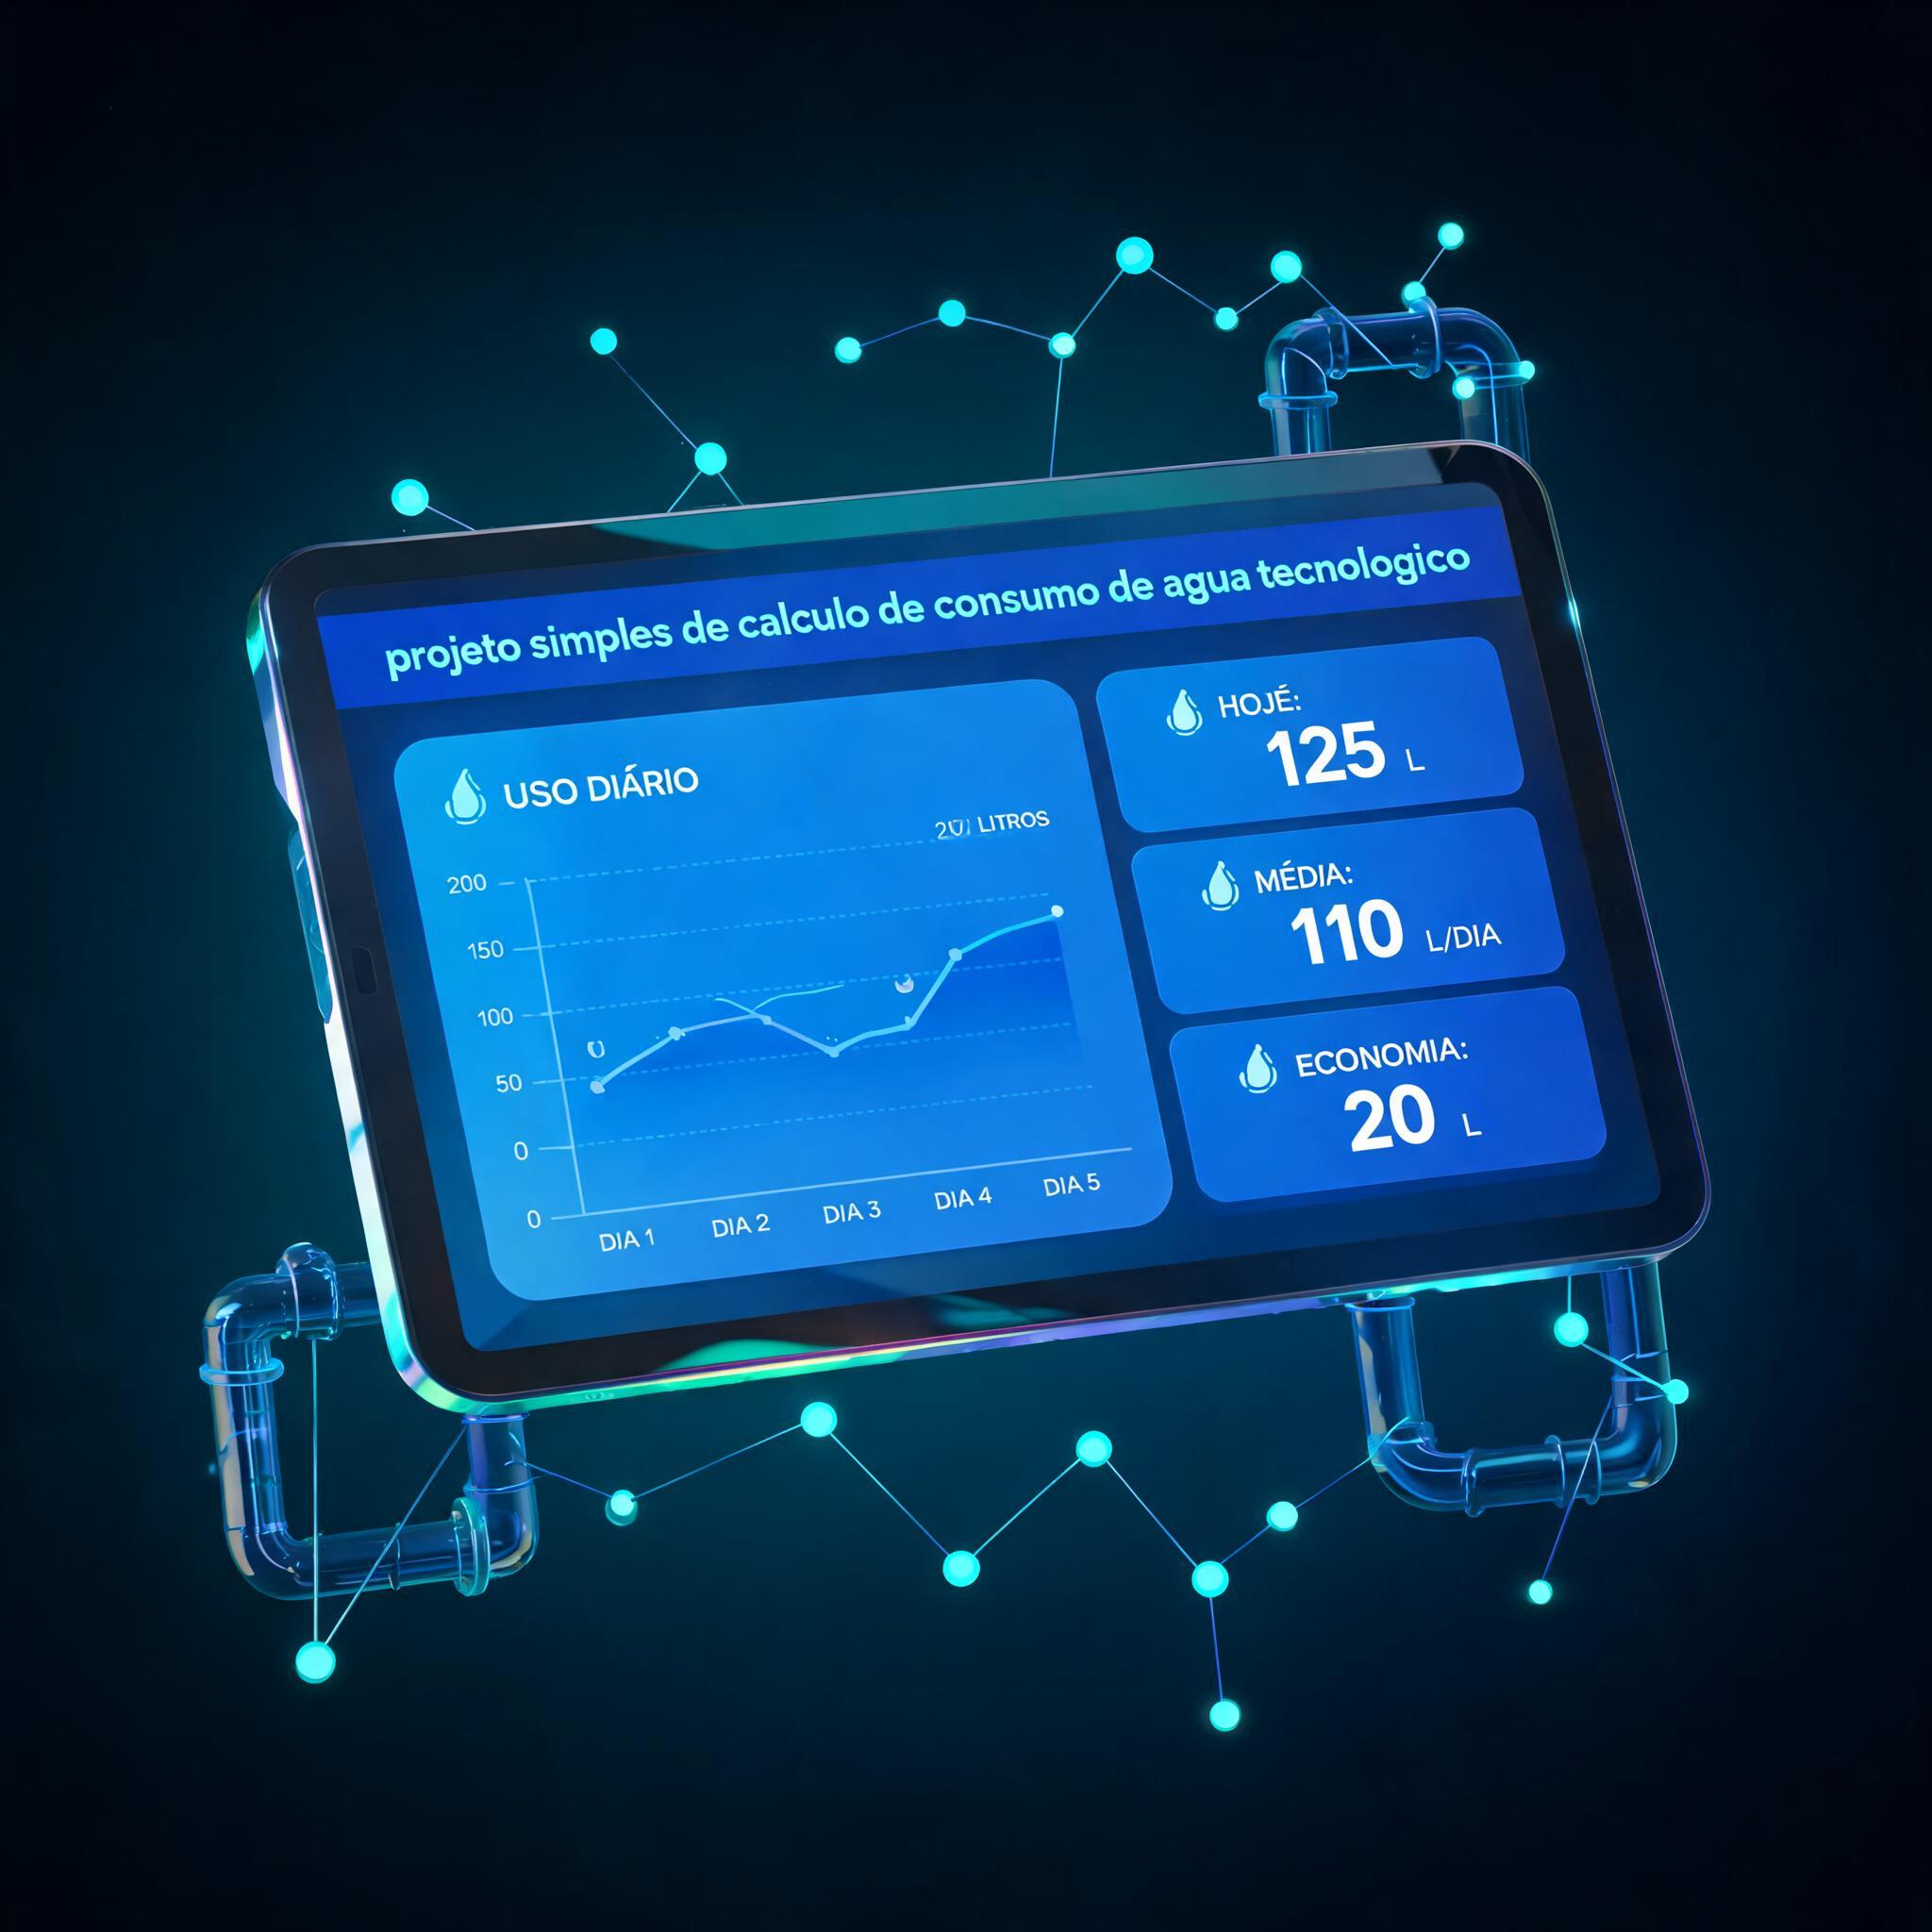 projeto simples de calculo de consumo de agua tecnologico
USO DIÁRIO
LITROS
200
150
100
50
0
0
DIA 1 DIA 2 DIA 3 DIA 4 DIA 5
HOJÉ:
125 L
MÉDIA:
110 L/DIA
ECONOMIA:
20 L